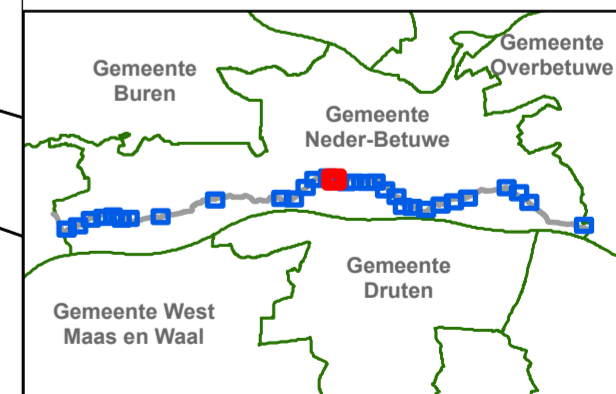 Gemeente
Overbetuwe
Gemeente
Buren
Gemeente
Neder-Betuwe
Gemeente
Druten
Gemeente West
Maas en Waal